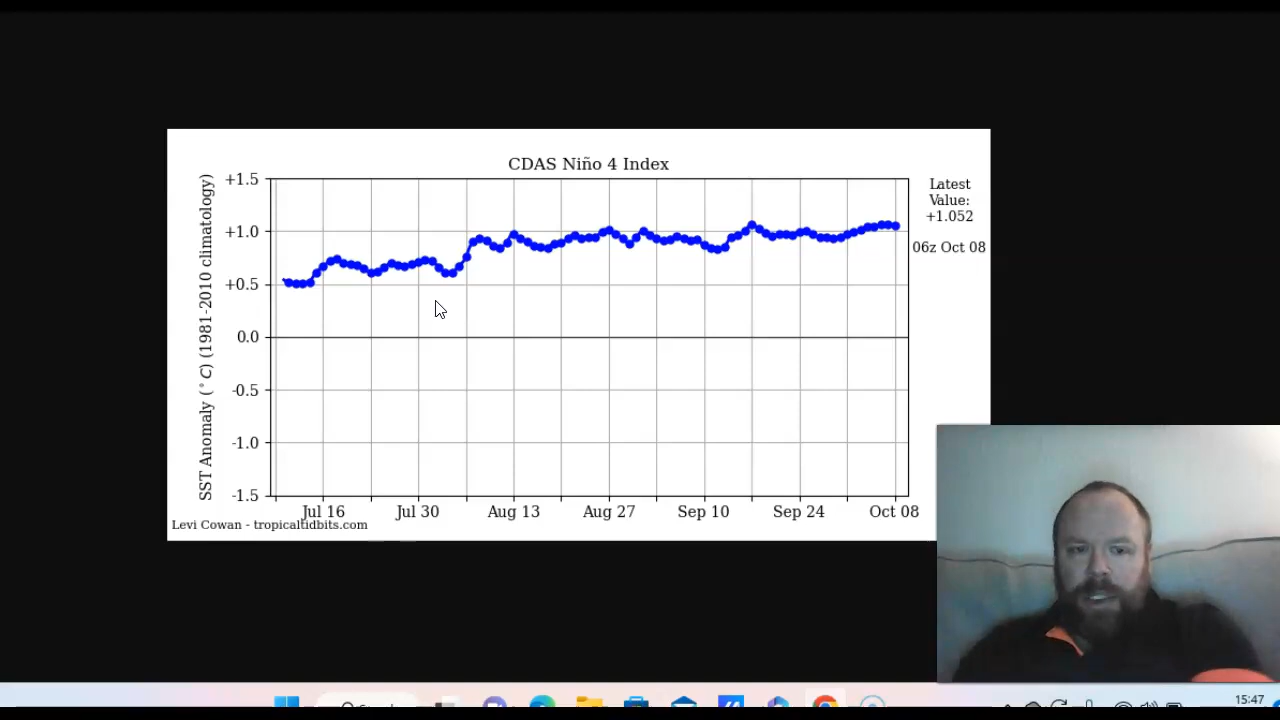 CDAS Niño 4 Index
SST Anomaly (°C) (1981-2010 climatology)
+1.5
+1.0
+0.5
0.0
-0.5
-1.0
-1.5
Jul 16 Jul 30 Aug 13 Aug 27 Sep 10 Sep 24 Oct 08
Latest
Value:
+1.052
06z Oct 08
Levi Cowan - tropicaltidbits.com
15:47